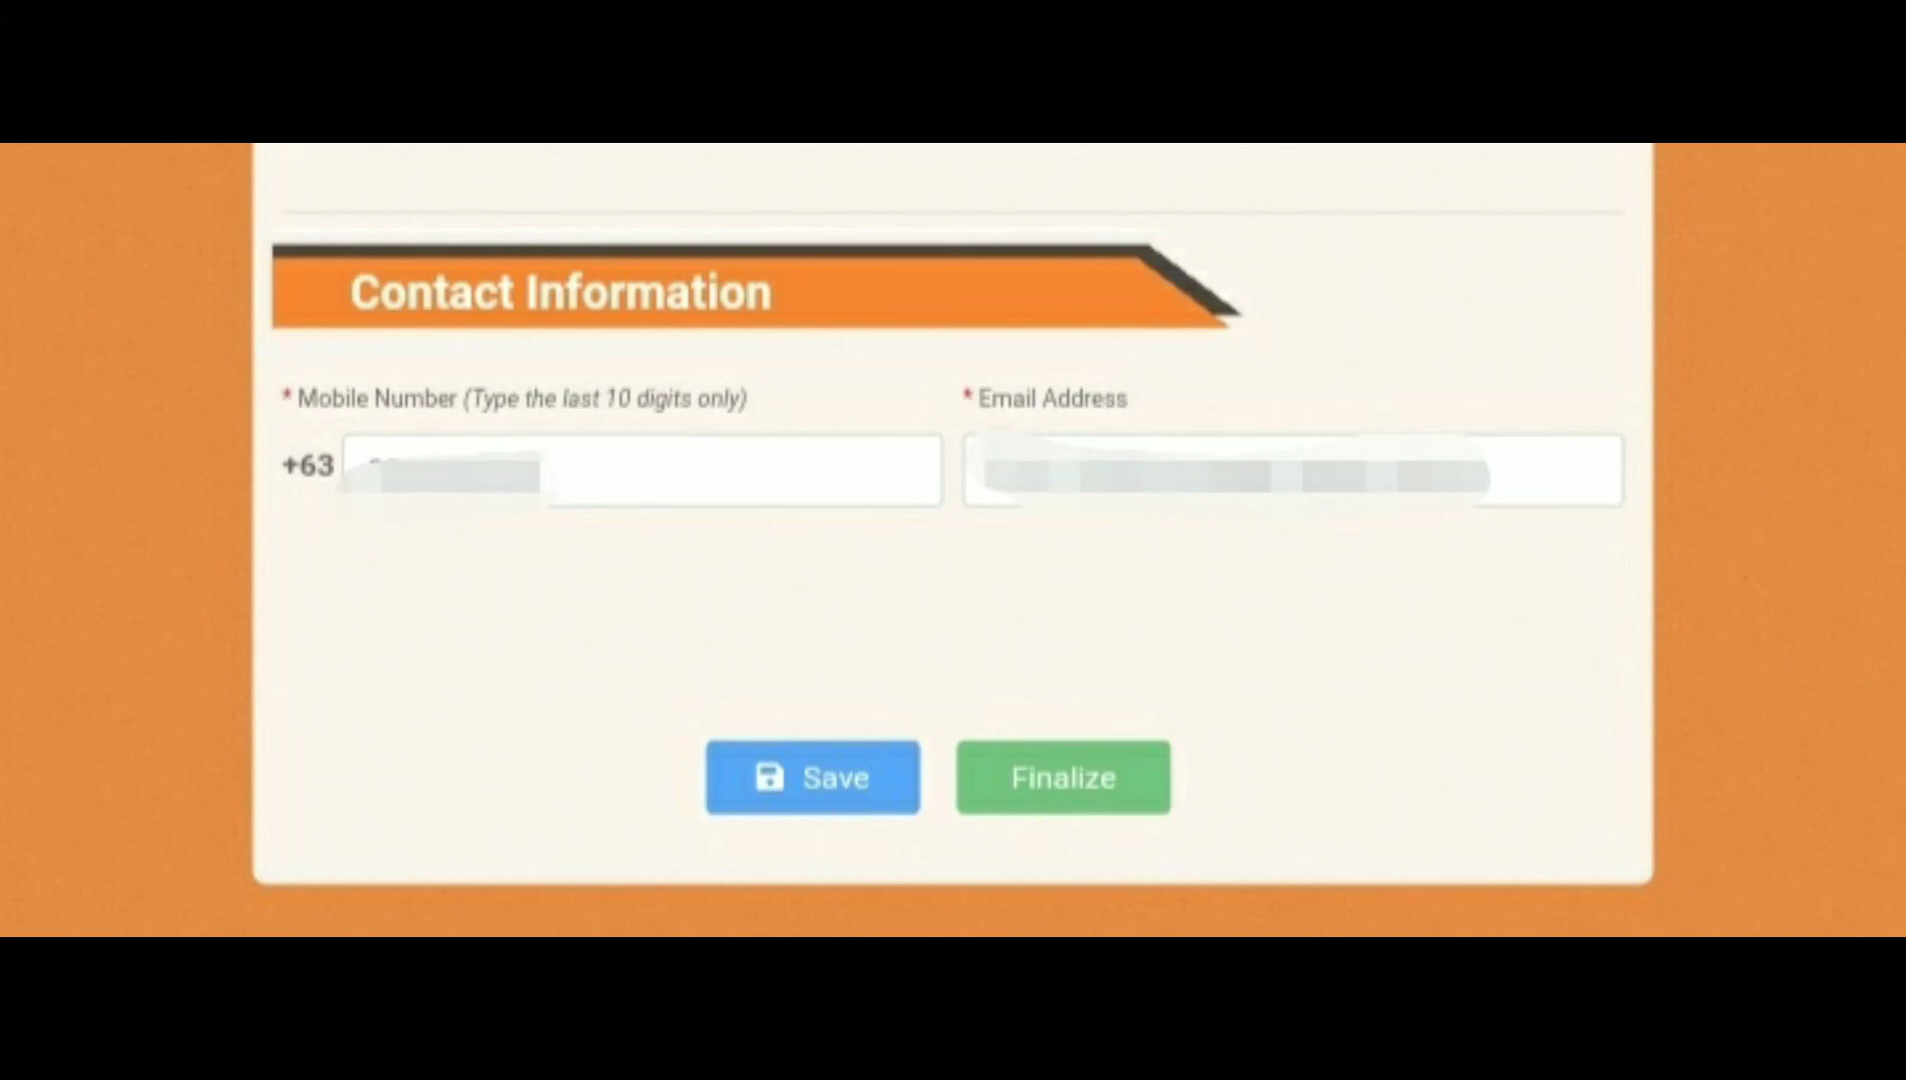 Contact Information
* Mobile Number (Type the last 10 digits only)
* Email Address
+63
Save
Finalize